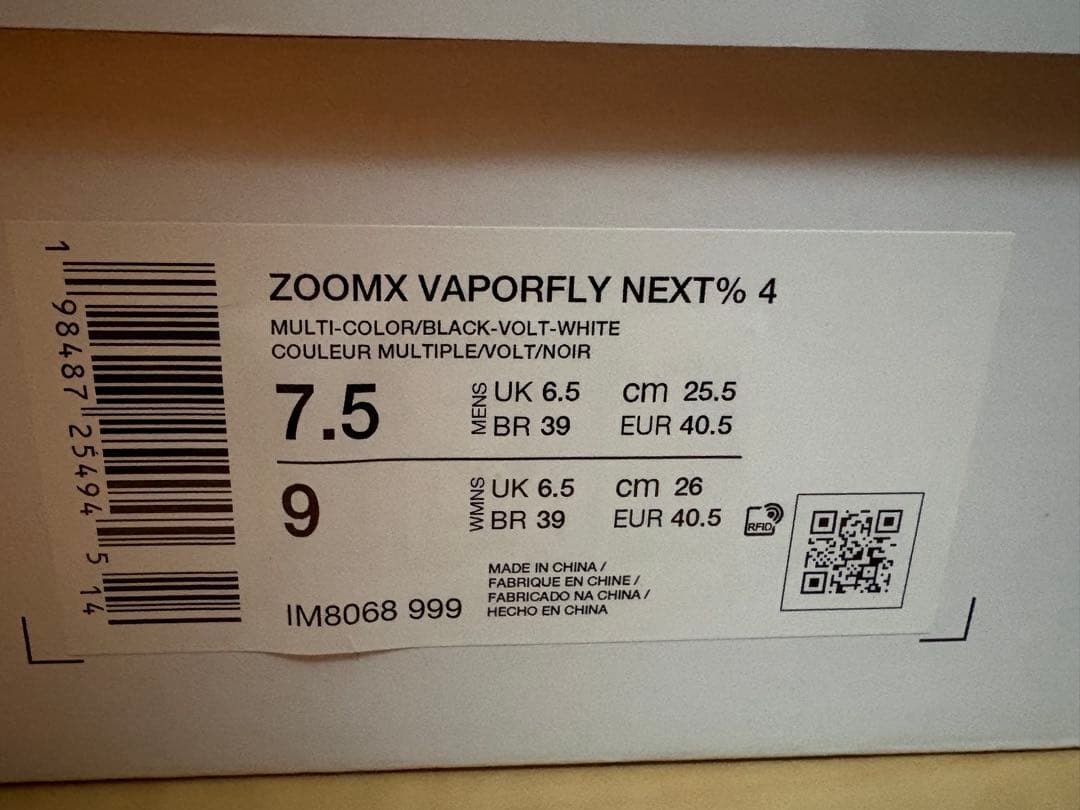 1 98487 25494 5 14
ZOOMX VAPORFLY NEXT% 4
MULTI-COLOR/BLACK-VOLT-WHITE
COULEUR MULTIPLE/VOLT/NOIR
7.5
MENS
UK 6.5 cm 25.5
BR 39 EUR 40.5
9
WMNS
UK 6.5 cm 26
BR 39 EUR 40.5
RFID
MADE IN CHINA /
FABRIQUE EN CHINE /
FABRICADO NA CHINA /
HECHO EN CHINA
IM8068 999